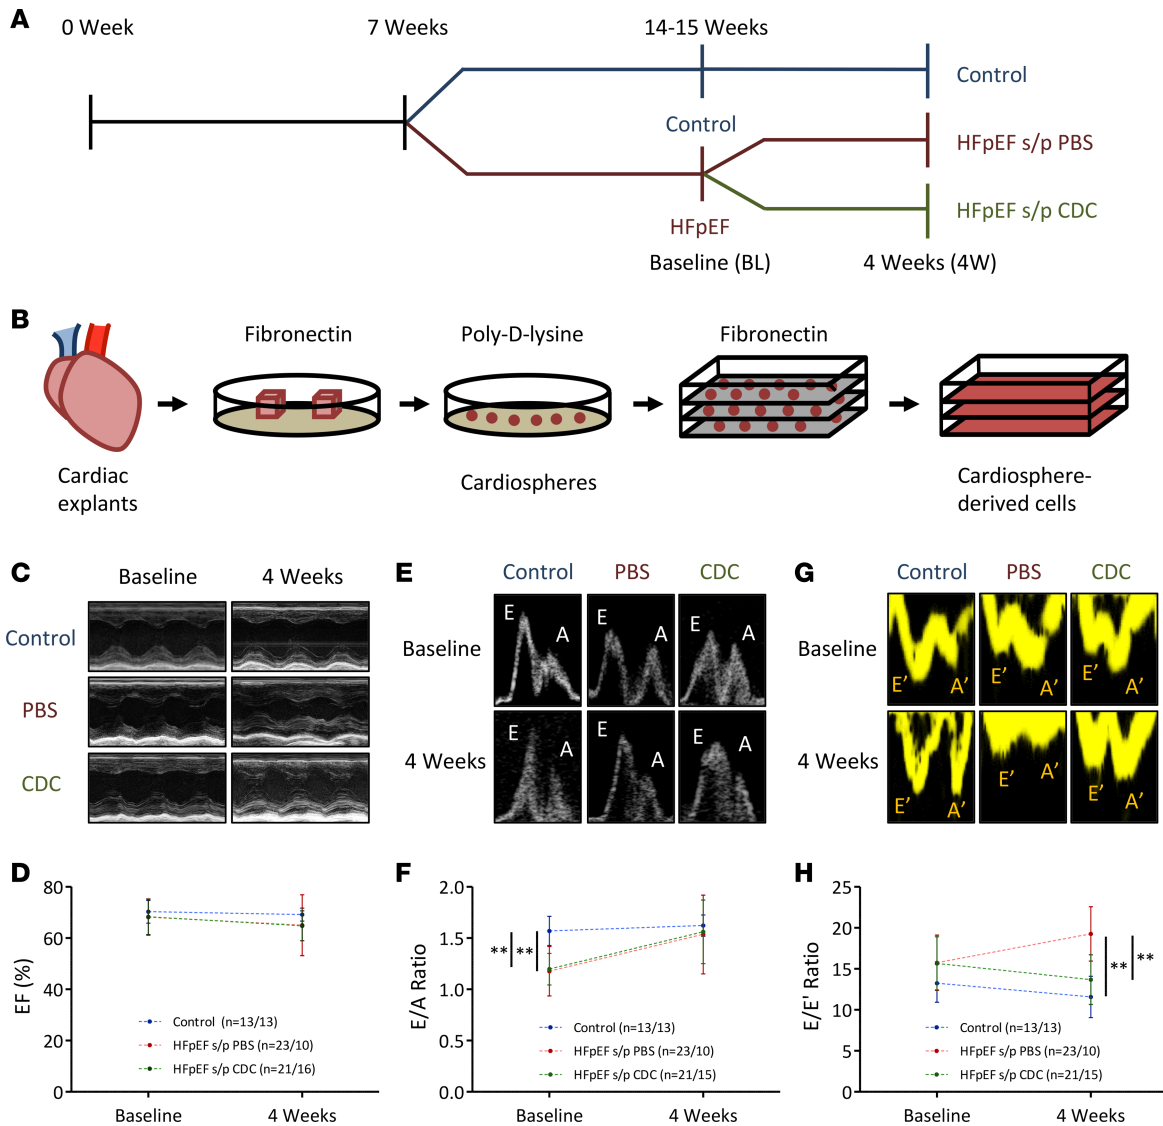 A
0 Week
7 Weeks
14-15 Weeks
Control
Control
HFpEF s/p PBS
HFpEF s/p CDC
HFpEF
Baseline (BL)
4 Weeks (4W)
B
Fibronectin
Poly-D-lysine
Fibronectin
Cardiac
explants
Cardiospheres
Cardiosphere-
derived cells
C
Baseline
4 Weeks
Control
PBS
CDC
E
Control
PBS
CDC
Baseline
E
A
E
A
E
A
4 Weeks
E
A
E
A
E
A
G
Control
PBS
CDC
Baseline
E’
A’
E’
A’
E’
A’
4 Weeks
E’
A’
E’
A’
E’
A’
D
80
60
40
20
0
EF (%)
Control (n=13/13)
HFpEF s/p PBS (n=23/10)
HFpEF s/p CDC (n=21/16)
Baseline
4 Weeks
F
2.0
1.5
1.0
0.5
0.0
E/A Ratio
**
**
Control (n=13/13)
HFpEF s/p PBS (n=23/10)
HFpEF s/p CDC (n=21/15)
Baseline
4 Weeks
H
25
20
15
10
5
0
E/E' Ratio
**
**
Control (n=13/13)
HFpEF s/p PBS (n=23/10)
HFpEF s/p CDC (n=21/15)
Baseline
4 Weeks